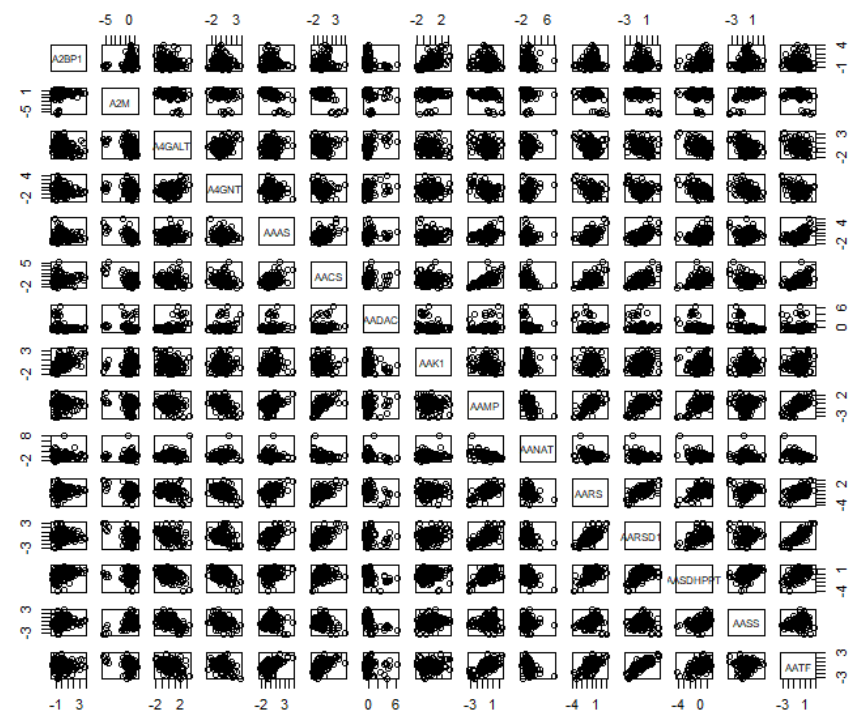 -5 0 -2 3 -2 3 -2 2 -2 6 -3 1 -3 1
A2BP1 -1 4
-5 1 A2M
A4GALT -2 3
-2 4 A4GNT
AAAS -2 4
-2 5 AACS
AADAC 0 6
-2 3 AAK1
AAMP -3 2
-2 8 AANAT
AARS -4 2
-3 3 AARSD1
AASDHPPT -4 1
-3 3 AASS
AATF -3 3
-1 3 -2 2 -2 3 0 6 -3 1 -4 1 -4 0 -3 1